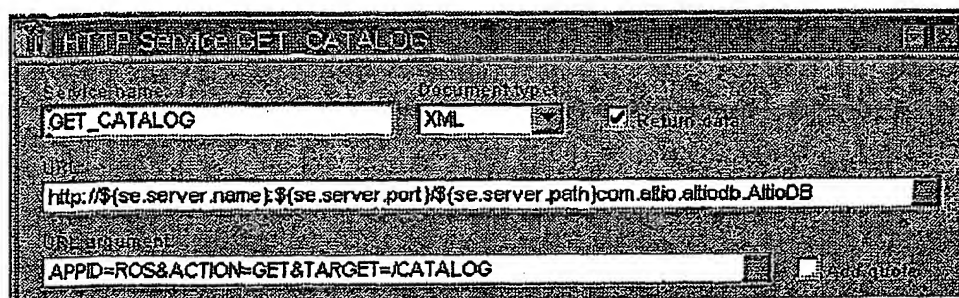 HTTP Service GET_CATALOG
Service name: Document type:
GET_CATALOG XML Return data
URL
http://${se.server.name}:${se.server.port}/${se.server.path}com.altio.altiodb.AltioDB
URL argument
APPID=ROS&ACTION=GET&TARGET=/CATALOG Add quotes